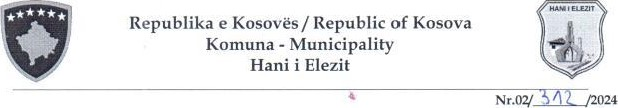 Republika e Kosovës / Republic of Kosova
Komuna - Municipality
Hani i Elezit
HANI I ELEZIT
Nr.02/ 312 /2024